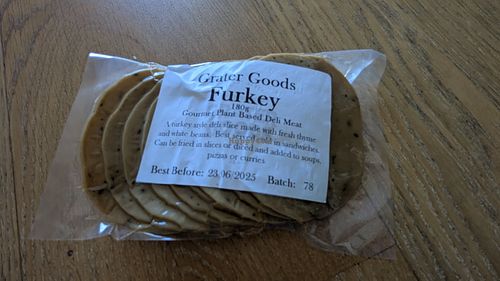 Grater Goods
Furkey
180g
Gourmet Plant Based Deli Meat
A turkey style deli slice made with fresh thyme
and white beans. Best served cold in sandwiches.
Can be fried in slices or diced and added to soups,
pizzas or curries.
Best Before: 23/06/2025 Batch: 78